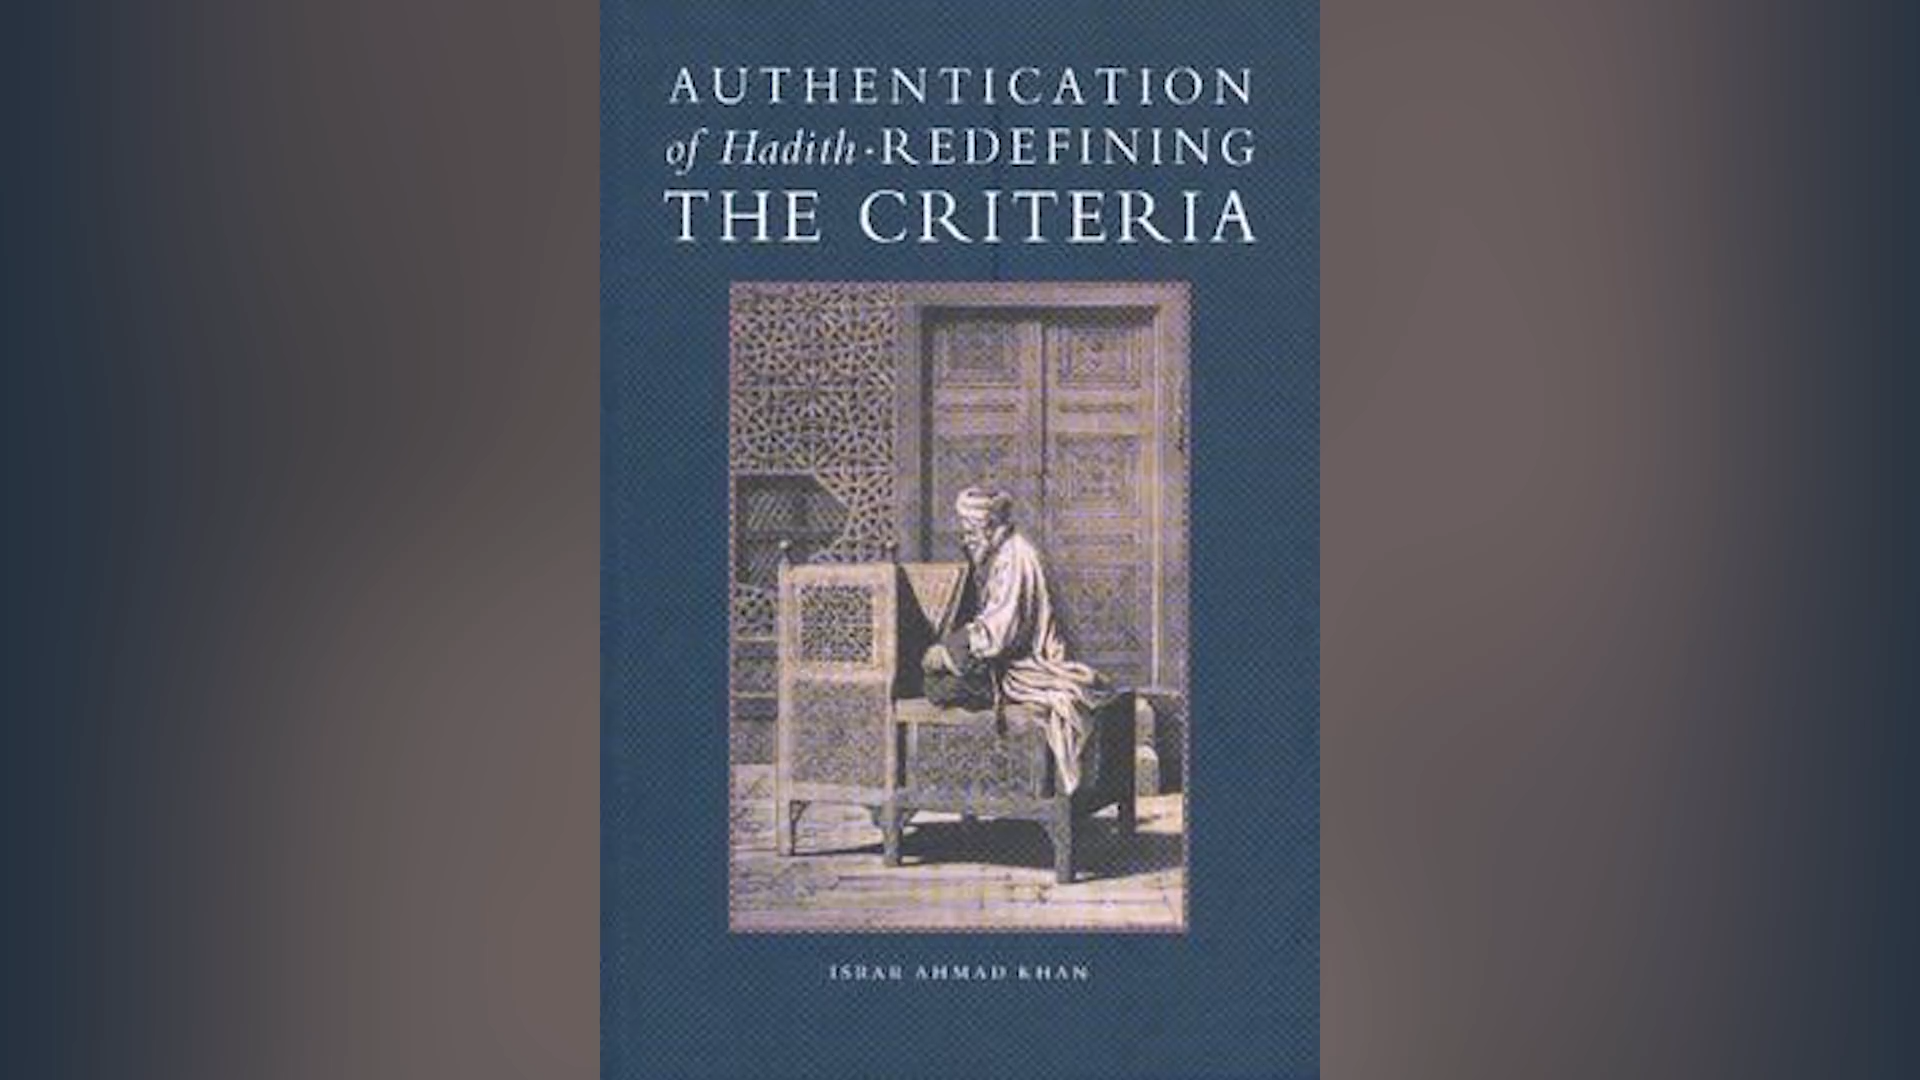 AUTHENTICATION
of Hadith · REDEFINING
THE CRITERIA
ISRAR AHMAD KHAN